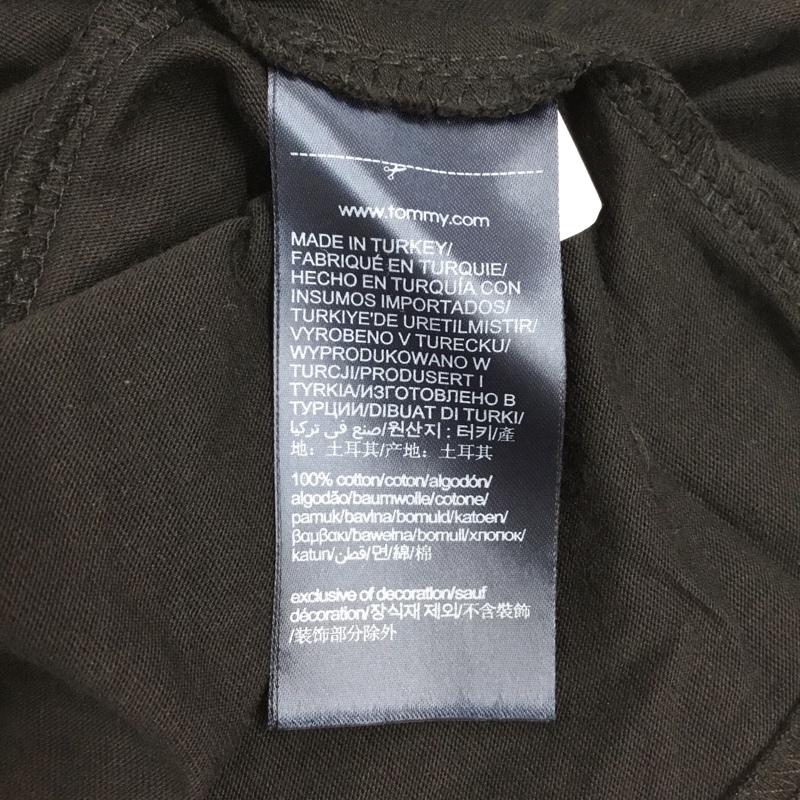 www.tommy.com
MADE IN TURKEY/
FABRIQUÉ EN TURQUIE/
HECHO EN TURQUÍA CON
INSUMOS IMPORTADOS/
TURKIYE'DE URETILMISTIR/
VYROBENO V TURECKU/
WYPRODUKOWANO W
TURCJI/PRODUSERT I
TYRKIA/ИЗГОТОВЛЕНО В
ТУРЦИИ/DIBUAT DI TURKI/
صنع في تركيا/원산지 : 터키/產
地: 土耳其/产地: 土耳其
100% cotton/coton/algodón/
algodão/baumwolle/cotone/
pamuk/bavlna/bomuld/katoen/
βαμβακι/bawełna/bomull/хлопок/
katun/قطن/면/綿/棉
exclusive of decoration/sauf
décoration/장식재 제외/不含裝飾
/装饰部分除外